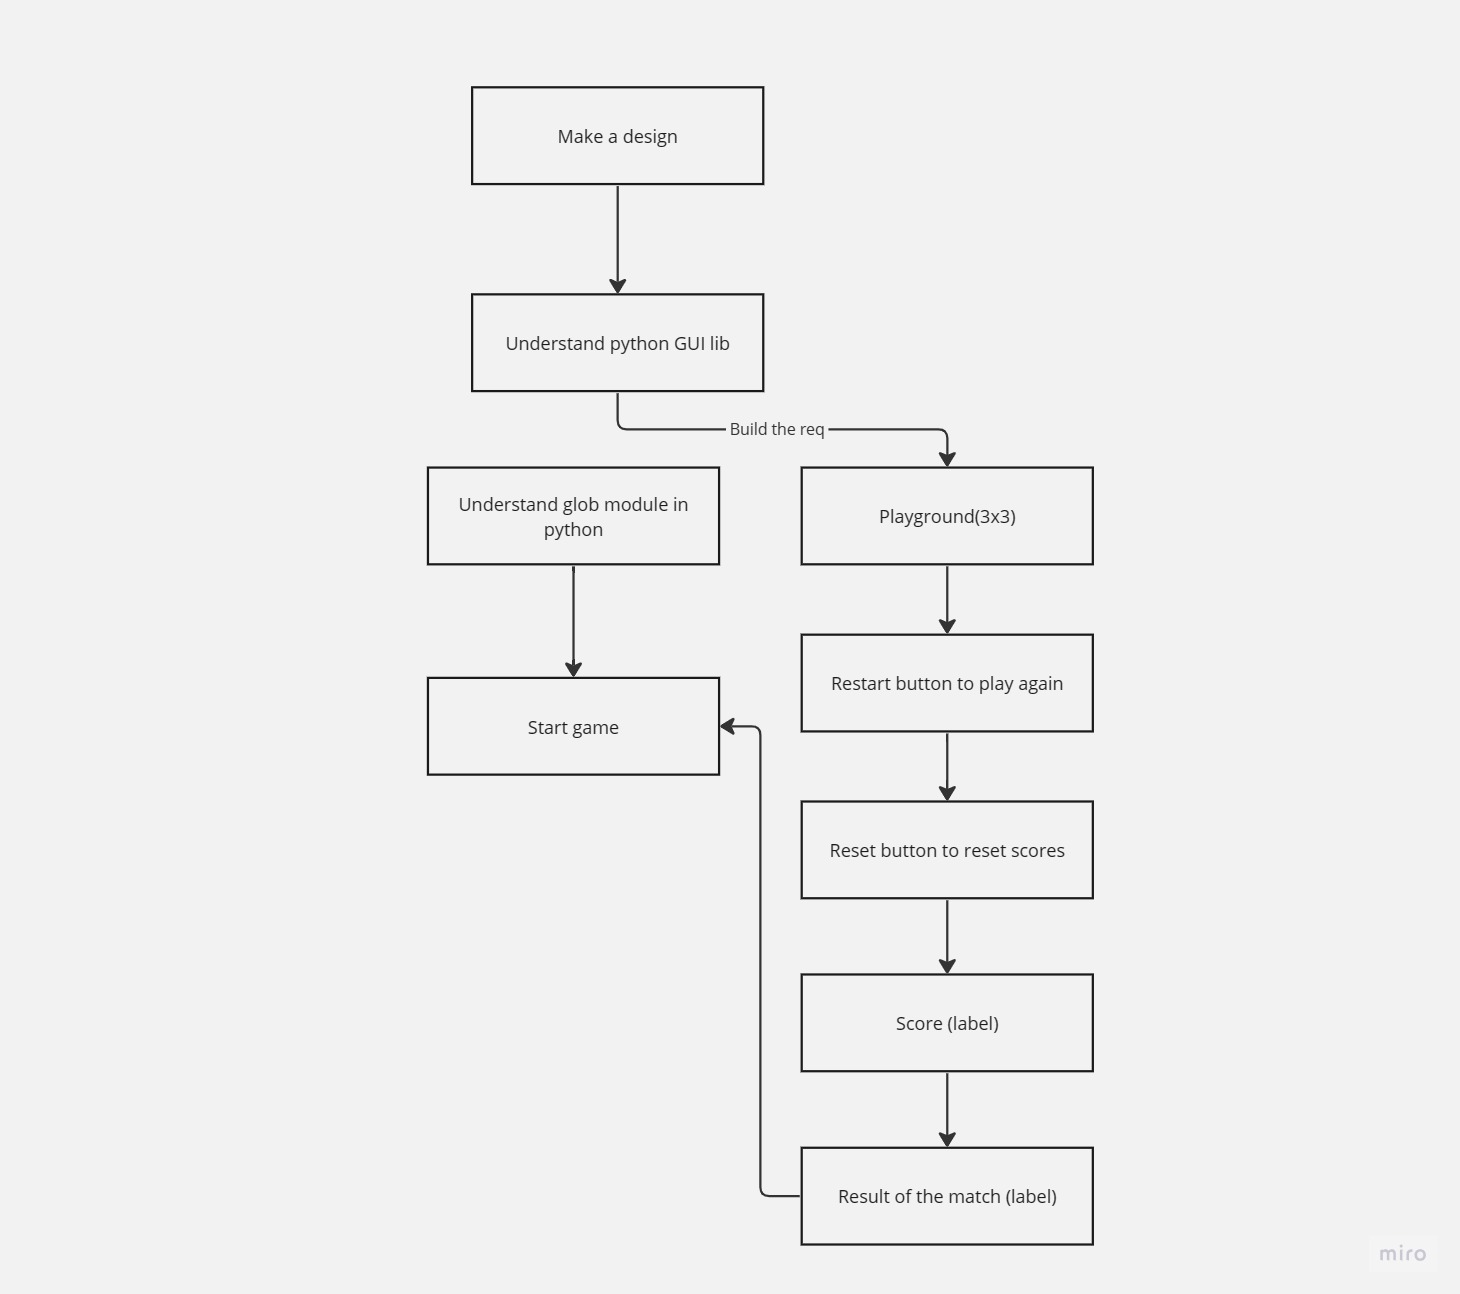 Make a design
Understand python GUI lib
Build the req
Understand glob module in
python
Playground(3x3)
Restart button to play again
Start game
Reset button to reset scores
Score (label)
Result of the match (label)
miro